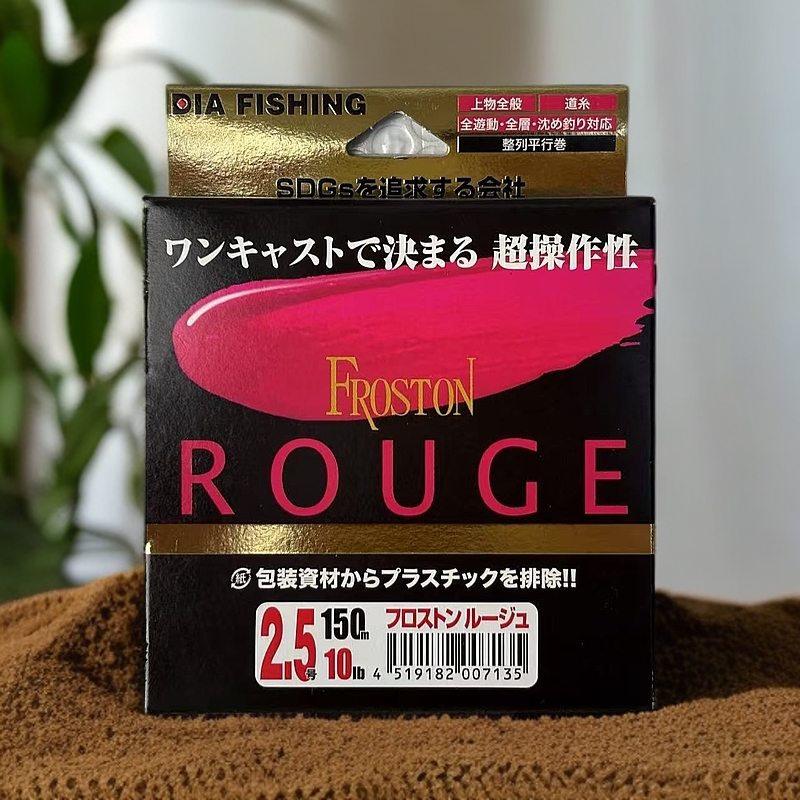 DIA FISHING
上物全般 道糸
全遊動・全層・沈め釣り対応
整列平行巻
SDGsを追求する会社
ワンキャストで決まる 超操作性
FROSTON
ROUGE
紙 包装資材からプラスチックを排除!!
2.5号 150m フロストン ルージュ
10lb
4 519182 007135